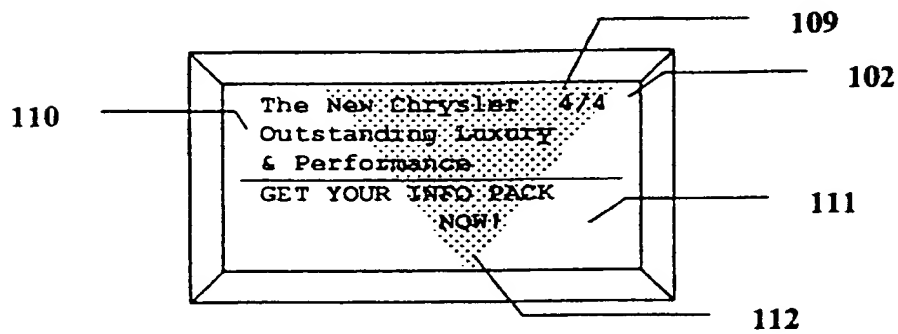 109
102
110
The New Chrysler 4/4
Outstanding Luxury
& Performance
GET YOUR INFO PACK
NOW!
111
112